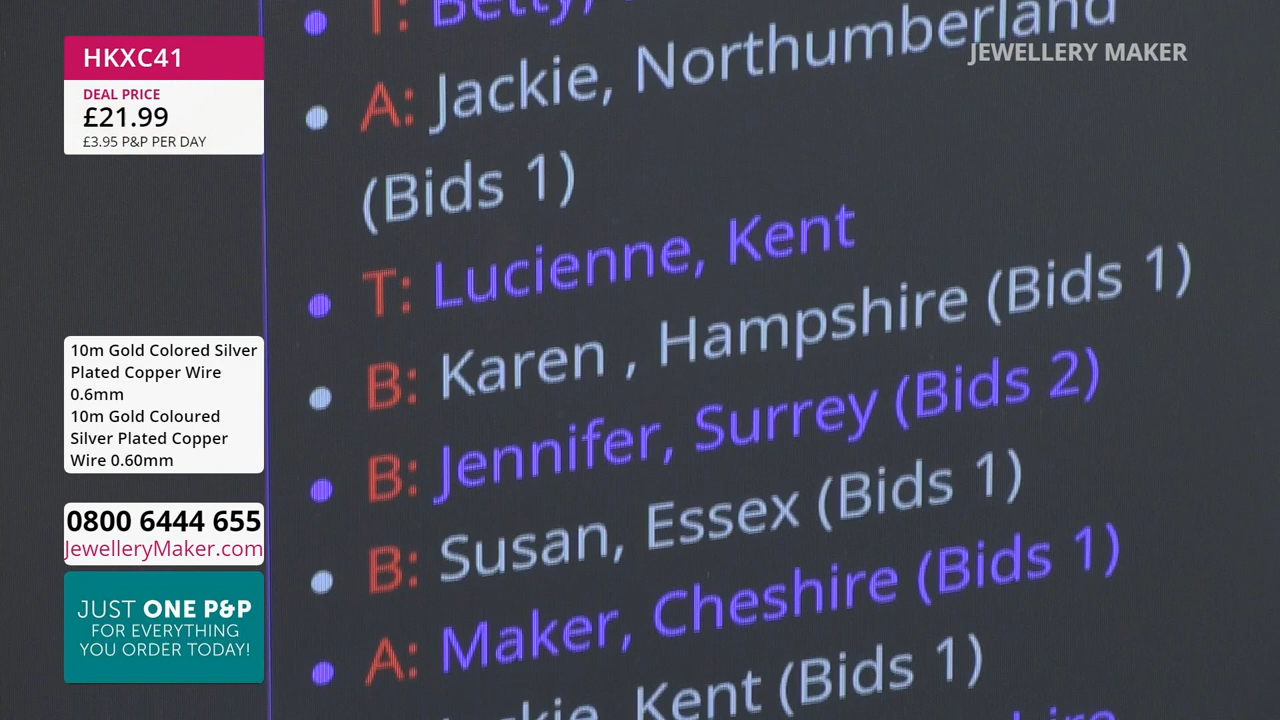 HKXC41
DEAL PRICE
£21.99
£3.95 P&P PER DAY
10m Gold Colored Silver
Plated Copper Wire
0.6mm
10m Gold Coloured
Silver Plated Copper
Wire 0.60mm
0800 6444 655
JewelleryMaker.com
JUST ONE P&P
FOR EVERYTHING
YOU ORDER TODAY!
JEWELLERY MAKER
T: Betty,
A: Jackie, Northumberland
(Bids 1)
T: Lucienne, Kent
B: Karen , Hampshire (Bids 1)
B: Jennifer, Surrey (Bids 2)
B: Susan, Essex (Bids 1)
A: Maker, Cheshire (Bids 1)
Kent (Bids 1)